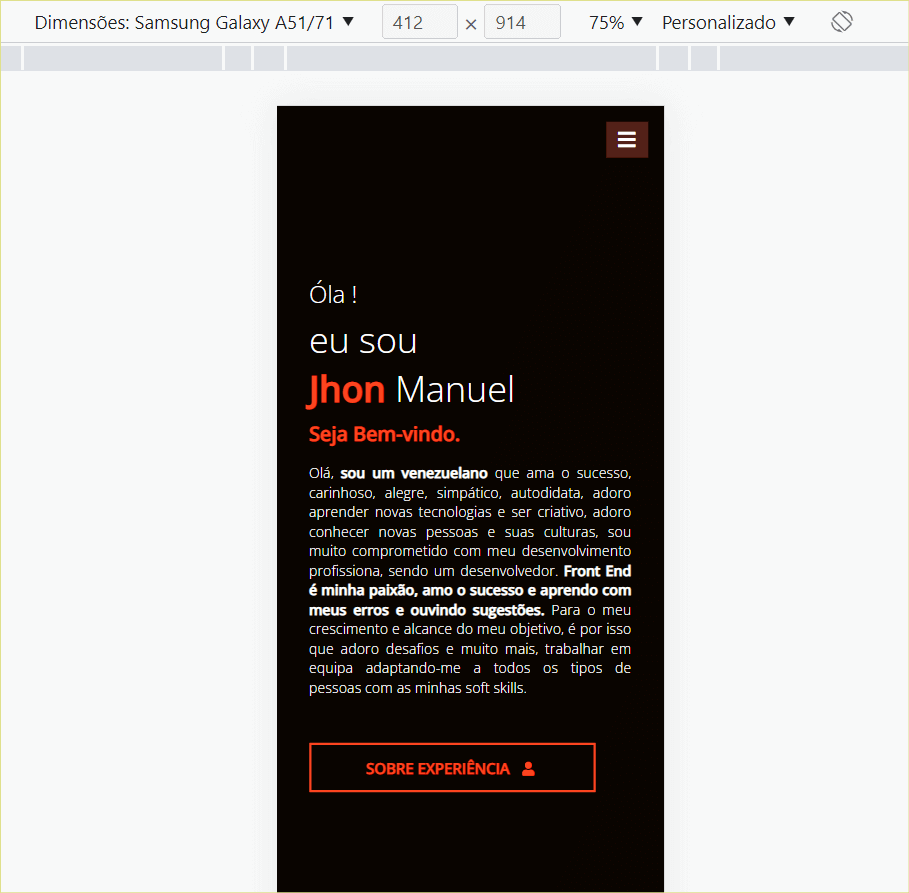 Dimensões: Samsung Galaxy A51/71 ▼ 412 × 914 75% ▼ Personalizado ▼
Óla !
eu sou
Jhon Manuel
Seja Bem-vindo.
Olá, sou um venezuelano que ama o sucesso,
carinhoso, alegre, simpático, autodidata, adoro
aprender novas tecnologias e ser criativo, adoro
conhecer novas pessoas e suas culturas, sou
muito comprometido com meu desenvolvimento
profissiona, sendo um desenvolvedor. Front End
é minha paixão, amo o sucesso e aprendo com
meus erros e ouvindo sugestões. Para o meu
crescimento e alcance do meu objetivo, é por isso
que adoro desafios e muito mais, trabalhar em
equipa adaptando-me a todos os tipos de
pessoas com as minhas soft skills.
SOBRE EXPERIÊNCIA